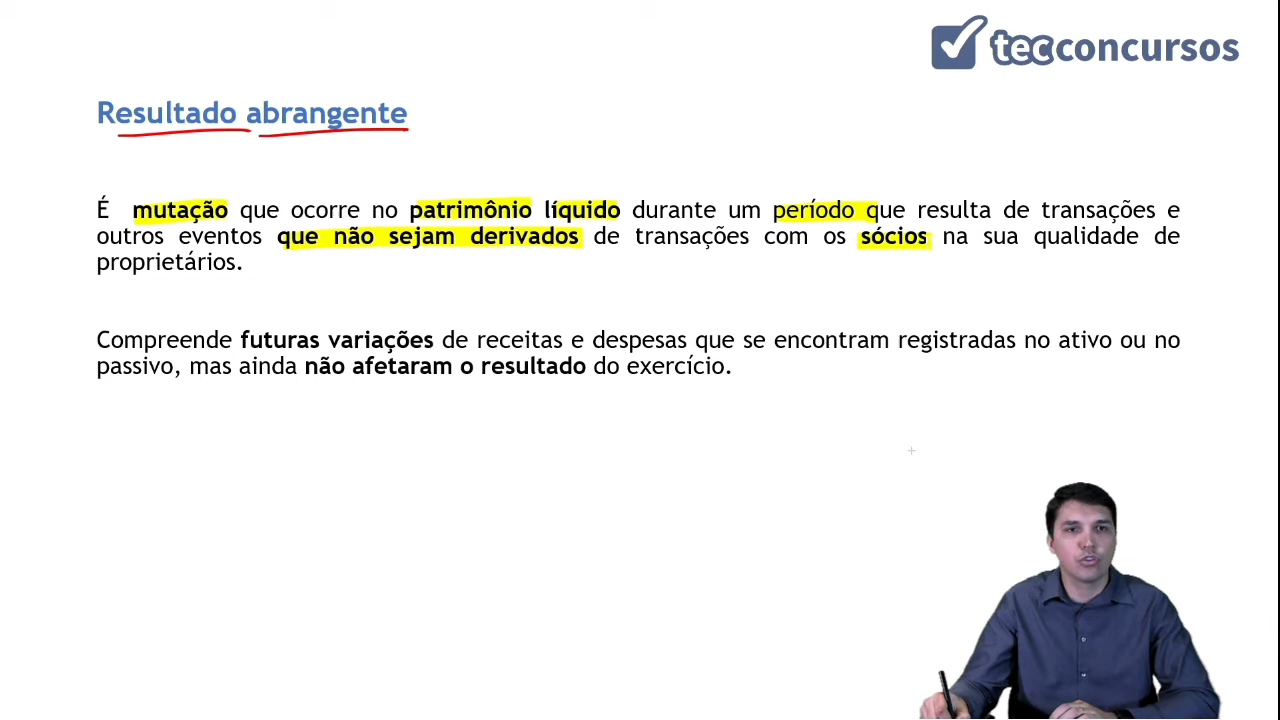 tecconcursos
Resultado abrangente
É mutação que ocorre no patrimônio líquido durante um período que resulta de transações e
outros eventos que não sejam derivados de transações com os sócios na sua qualidade de
proprietários.
Compreende futuras variações de receitas e despesas que se encontram registradas no ativo ou no
passivo, mas ainda não afetaram o resultado do exercício.